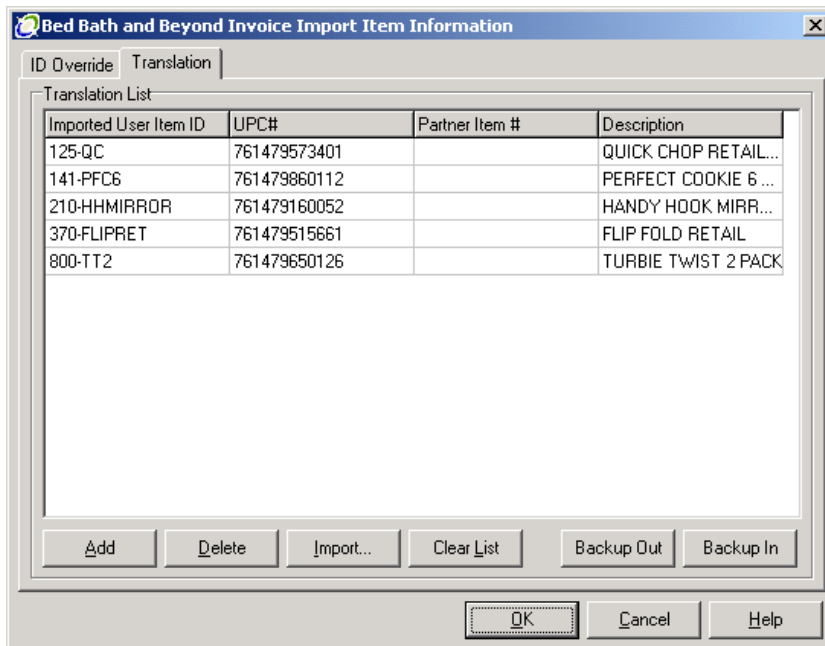 Bed Bath and Beyond Invoice Import Item Information
ID Override Translation
Translation List
Imported User Item ID UPC# Partner Item # Description
125-QC 761479573401 QUICK CHOP RETAIL...
141-PFC6 761479860112 PERFECT COOKIE 6 ...
210-HHMIRROR 761479160052 HANDY HOOK MIRR...
370-FLIPRET 761479515661 FLIP FOLD RETAIL
800-TT2 761479650126 TURBIE TWIST 2 PACK
Add Delete Import... Clear List Backup Out Backup In
OK Cancel Help